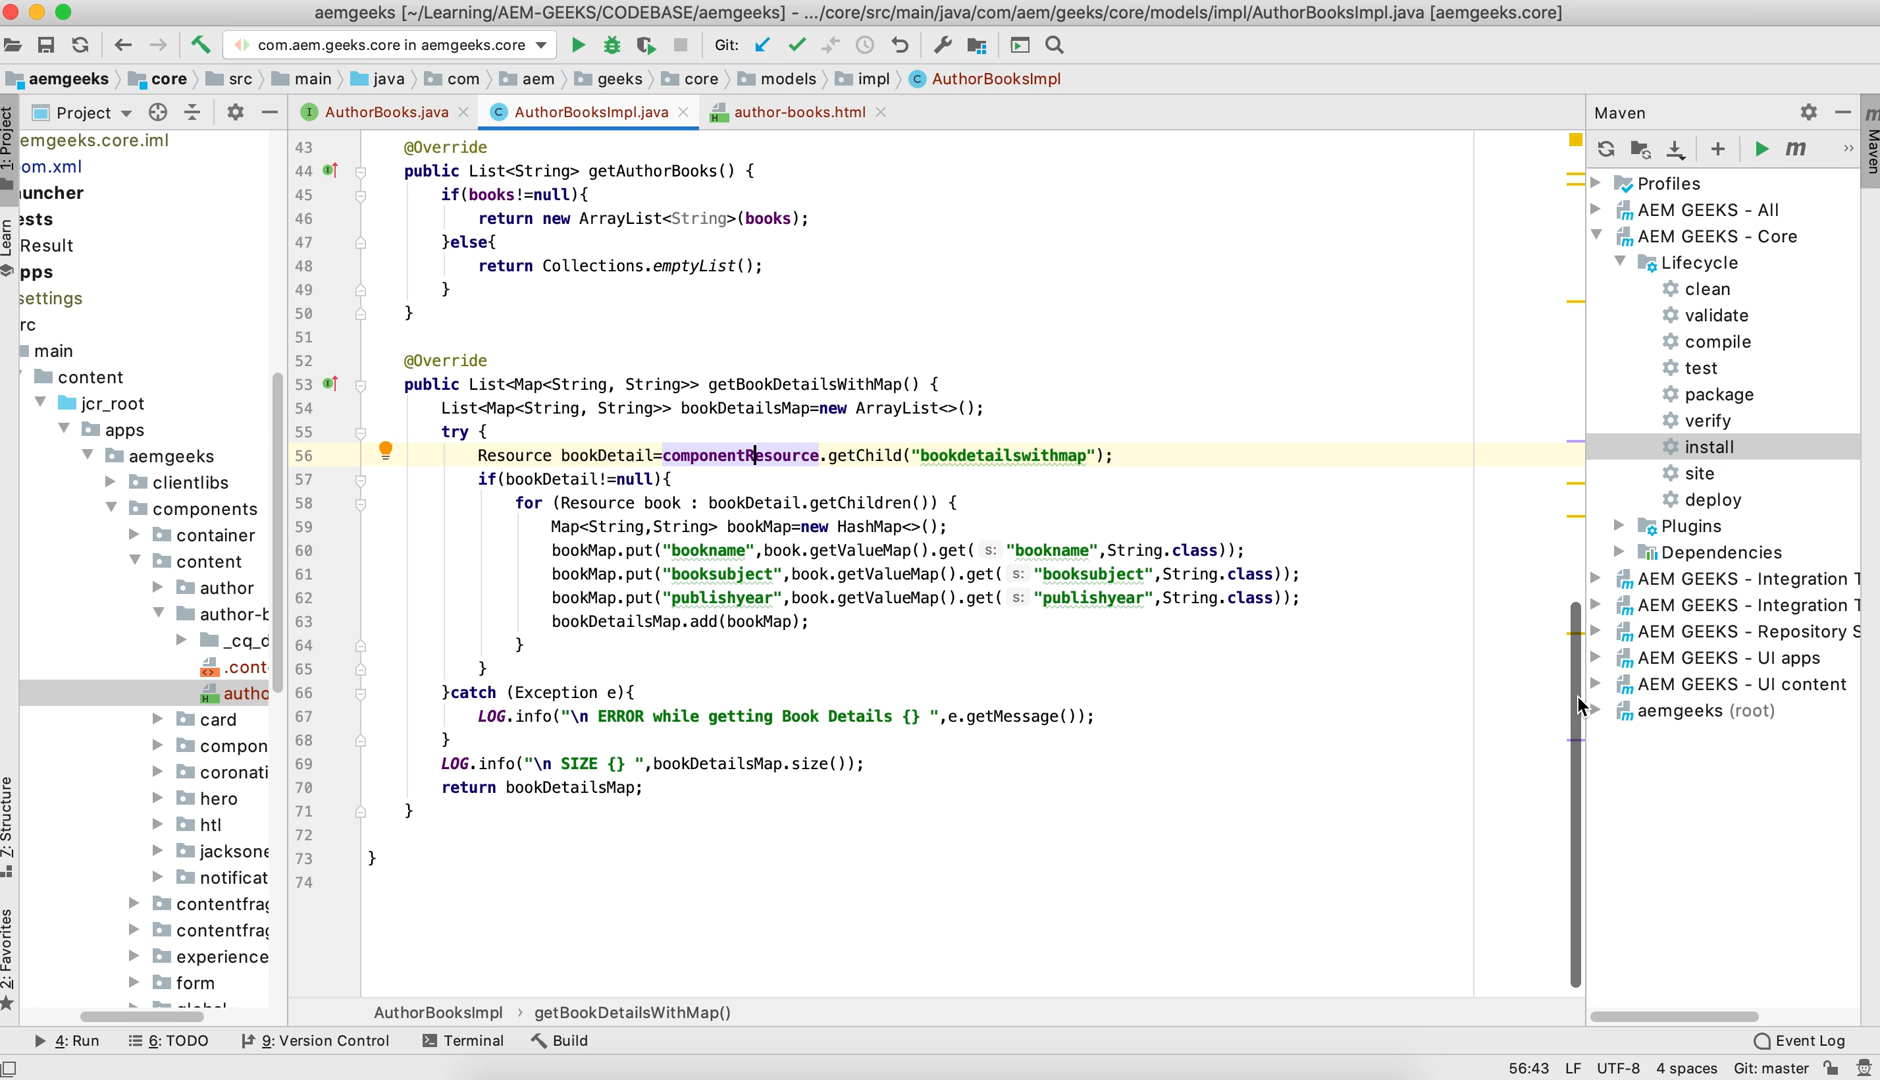 aemgeeks [~/Learning/AEM-GEEKS/CODEBASE/aemgeeks] - .../core/src/main/java/com/aem/geeks/core/models/impl/AuthorBooksImpl.java [aemgeeks.core]
com.aem.geeks.core in aemgeeks.core
Git:
aemgeeks core src main java com aem geeks core models impl AuthorBooksImpl
1: Project
Learn
7: Structure
2: Favorites
Project
AuthorBooks.java AuthorBooksImpl.java author-books.html
emgeeks.core.iml
om.xml
uncher
ests
Result
pps
settings
rc
main
content
jcr_root
apps
aemgeeks
clientlibs
components
container
content
author
author-b
_cq_d
.cont
autho
card
compon
coronati
hero
htl
jacksone
notificat
contentfrag
contentfrag
experience
form
43 @Override
44 public List<String> getAuthorBooks() {
45 if(books!=null){
46 return new ArrayList<String>(books);
47 }else{
48 return Collections.emptyList();
49 }
50 }
51
52 @Override
53 public List<Map<String, String>> getBookDetailsWithMap() {
54 List<Map<String, String>> bookDetailsMap=new ArrayList<>();
55 try {
56 Resource bookDetail=componentResource.getChild("bookdetailswithmap");
57 if(bookDetail!=null){
58 for (Resource book : bookDetail.getChildren()) {
59 Map<String,String> bookMap=new HashMap<>();
60 bookMap.put("bookname",book.getValueMap().get( s: "bookname",String.class));
61 bookMap.put("booksubject",book.getValueMap().get( s: "booksubject",String.class));
62 bookMap.put("publishyear",book.getValueMap().get( s: "publishyear",String.class));
63 bookDetailsMap.add(bookMap);
64 }
65 }
66 }catch (Exception e){
67 LOG.info("\n ERROR while getting Book Details {} ",e.getMessage());
68 }
69 LOG.info("\n SIZE {} ",bookDetailsMap.size());
70 return bookDetailsMap;
71 }
72
73 }
74
AuthorBooksImpl › getBookDetailsWithMap()
Maven
m
»
Maven
Profiles
AEM GEEKS - All
AEM GEEKS - Core
Lifecycle
clean
validate
compile
test
package
verify
install
site
deploy
Plugins
Dependencies
AEM GEEKS - Integration T
AEM GEEKS - Integration T
AEM GEEKS - Repository S
AEM GEEKS - UI apps
AEM GEEKS - UI content
aemgeeks (root)
4: Run 6: TODO 9: Version Control Terminal Build Event Log
56:43 LF UTF-8 4 spaces Git: master